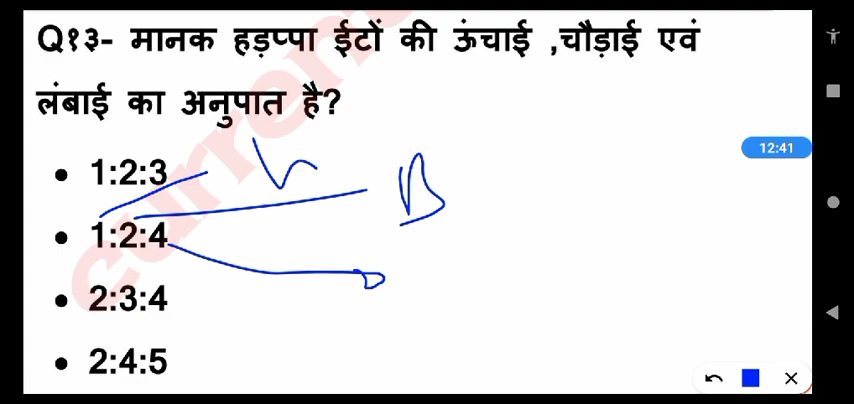 Q१३- मानक हड़प्पा ईटों की ऊंचाई ,चौड़ाई एवं
लंबाई का अनुपात है?
12:41
• 1:2:3
h
B
• 1:2:4
• 2:3:4
• 2:4:5